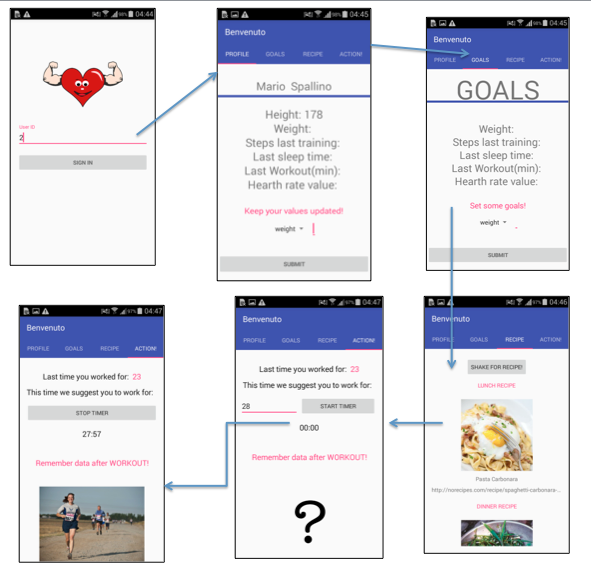 98% 04:44
User ID
2
SIGN IN
98% 04:45
Benvenuto
PROFILE GOALS RECIPE ACTION!
Mario Spallino
Height: 178
Weight:
Steps last training:
Last sleep time:
Last Workout(min):
Hearth rate value:
Keep your values updated!
weight
SUBMIT
98% 04:45
Benvenuto
PROFILE GOALS RECIPE ACTION!
GOALS
Weight:
Steps last training:
Last sleep time:
Last Workout(min):
Hearth rate value:
Set some goals!
weight
SUBMIT
97% 04:46
Benvenuto
PROFILE GOALS RECIPE ACTION!
SHAKE FOR RECIPE!
LUNCH RECIPE
Pasta Carbonara
http://norecipes.com/recipe/spaghetti-carbonara-...
DINNER RECIPE
97% 04:47
Benvenuto
PROFILE GOALS RECIPE ACTION!
Last time you worked for: 23
This time we suggest you to work for:
28 START TIMER
00:00
Remember data after WORKOUT!
?
97% 04:47
Benvenuto
PROFILE GOALS RECIPE ACTION!
Last time you worked for: 23
This time we suggest you to work for:
STOP TIMER
27:57
Remember data after WORKOUT!